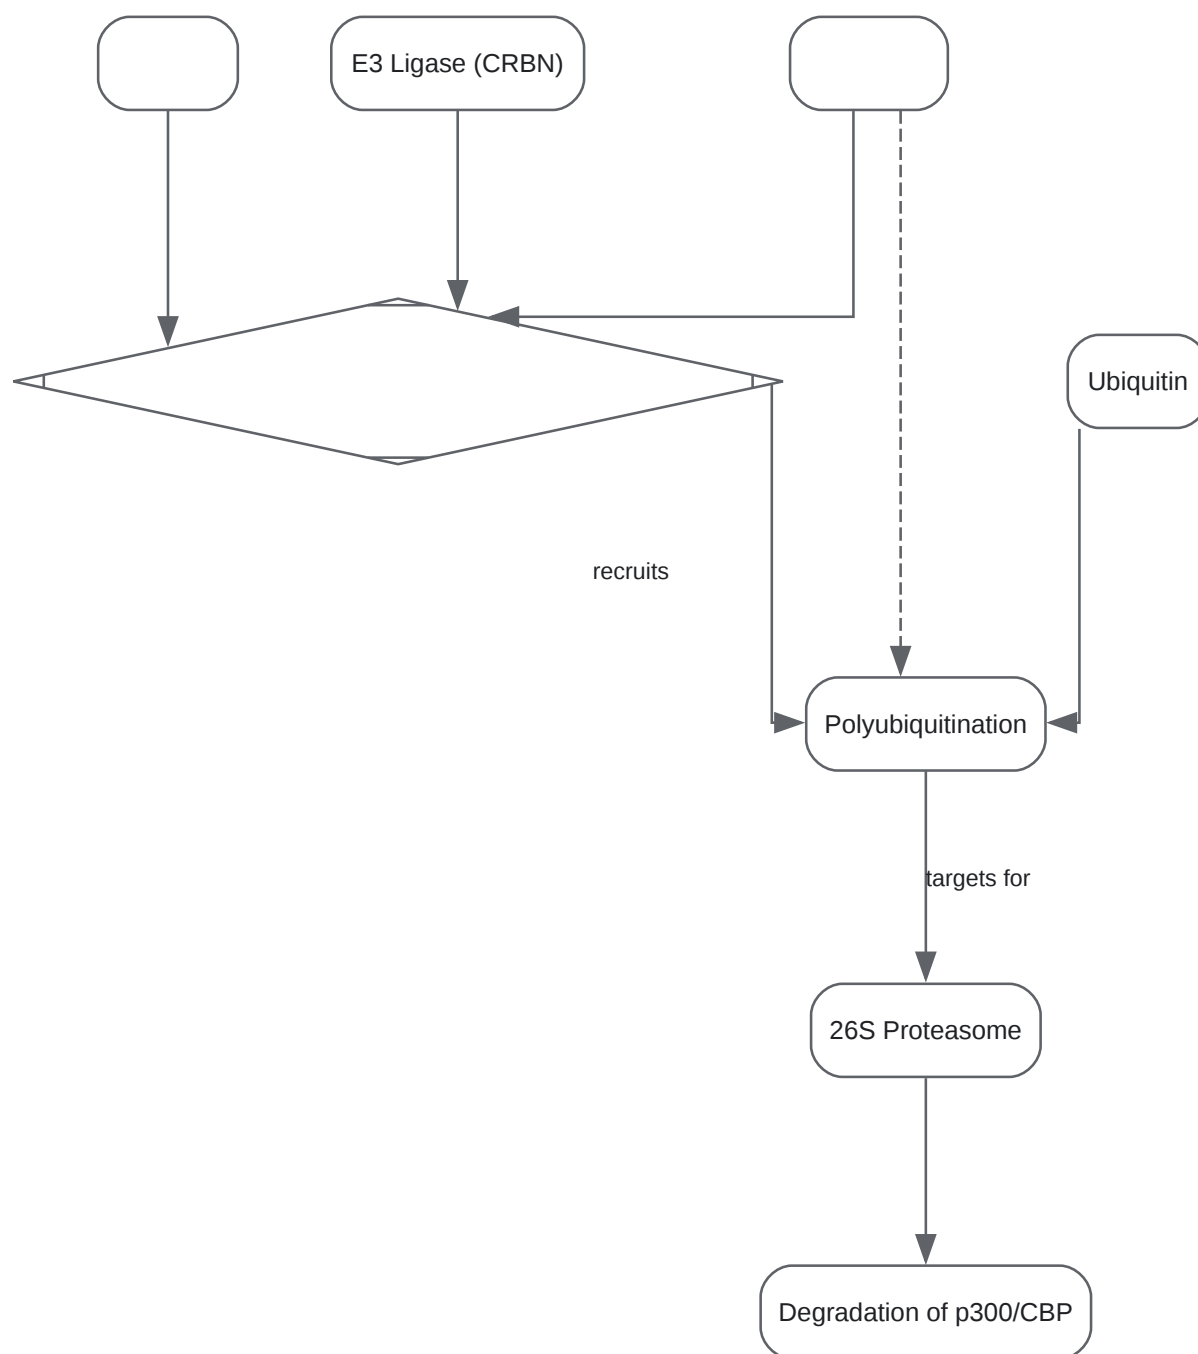 E3 Ligase (CRBN)
Ubiquitin
recruits
Polyubiquitination
targets for
26S Proteasome
Degradation of p300/CBP